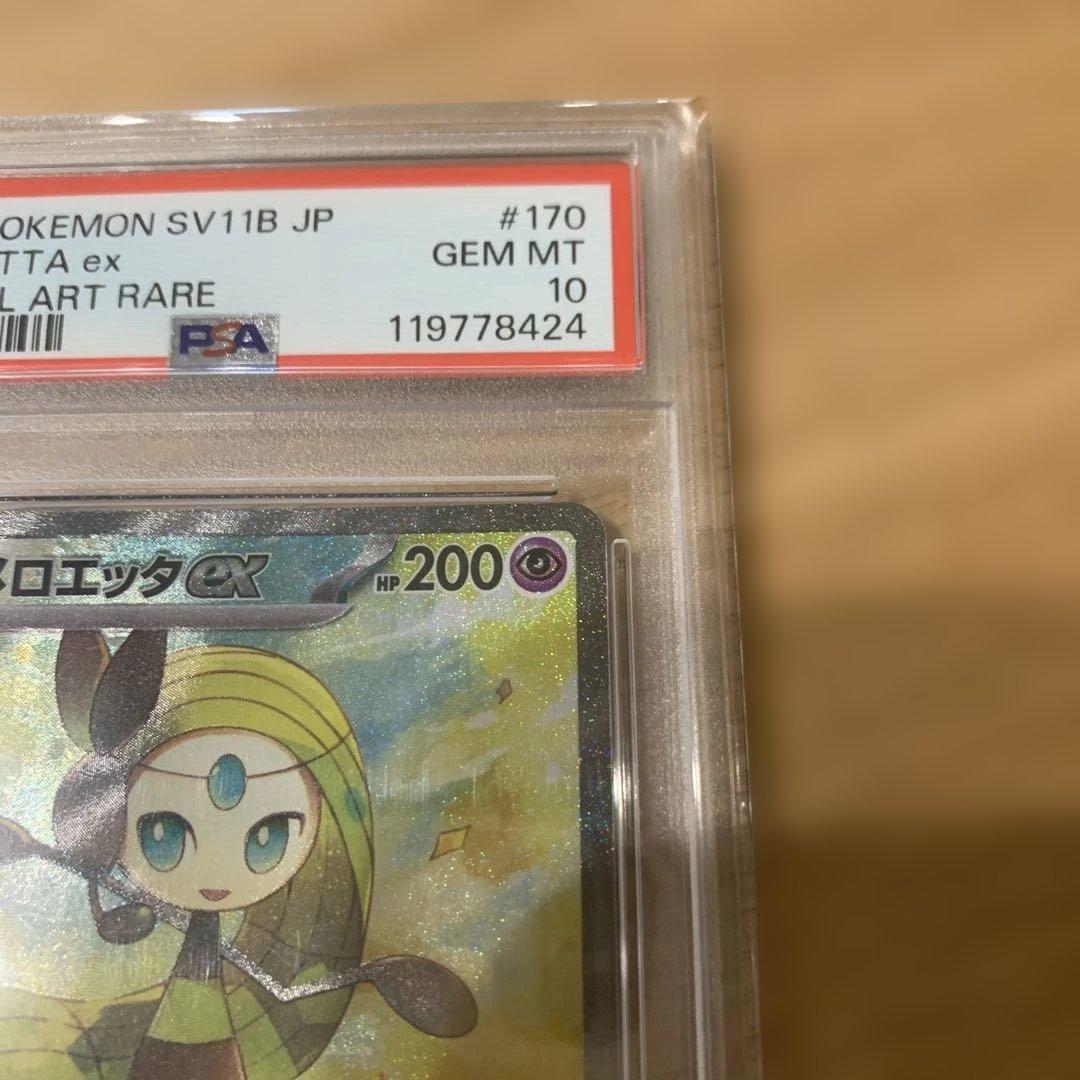 OKEMON SV11B JP #170
TTA ex GEM MT
L ART RARE 10
PSA 119778424
メロエッタex HP200